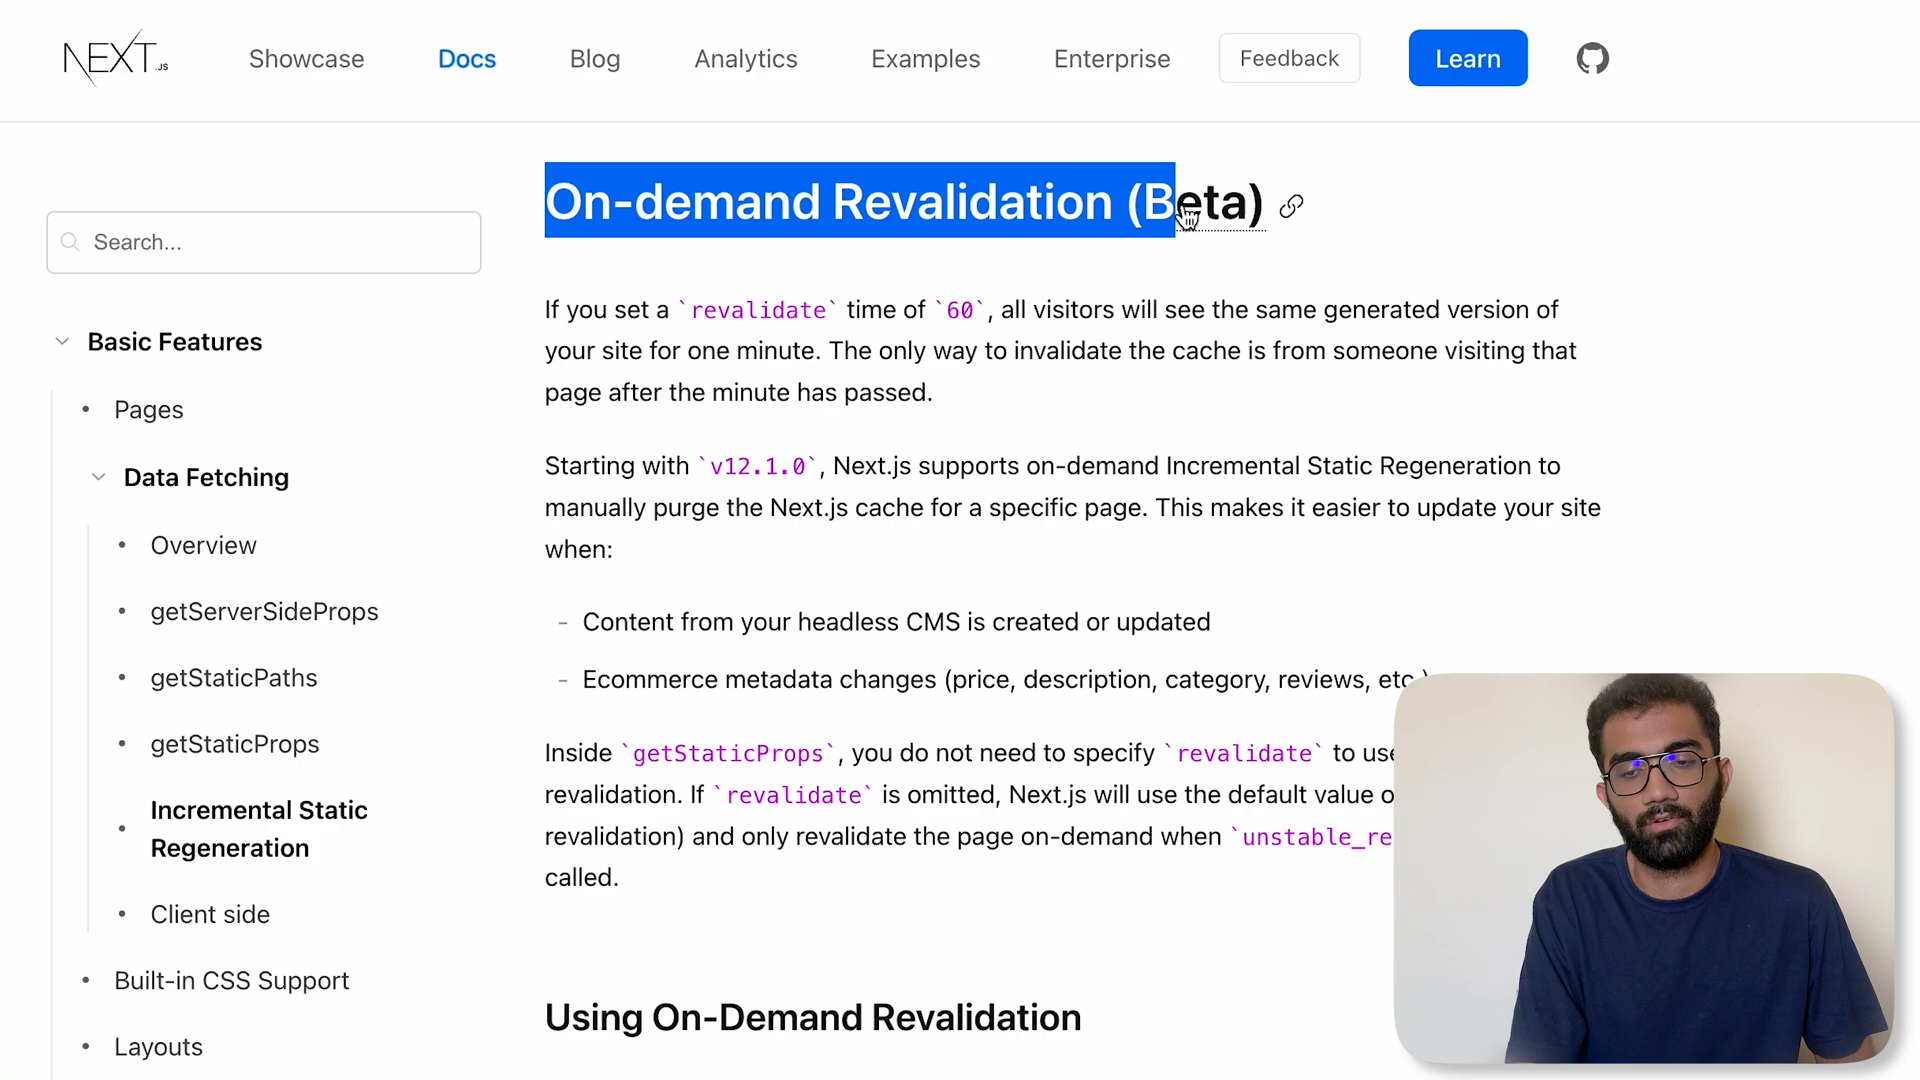 NEXT.JS
Showcase
Docs
Blog
Analytics
Examples
Enterprise
Feedback
Learn
Search...
Basic Features
Pages
Data Fetching
Overview
getServerSideProps
getStaticPaths
getStaticProps
Incremental Static
Regeneration
Client side
Built-in CSS Support
Layouts
On-demand Revalidation (Beta)
If you set a `revalidate` time of `60`, all visitors will see the same generated version of
your site for one minute. The only way to invalidate the cache is from someone visiting that
page after the minute has passed.
Starting with `v12.1.0`, Next.js supports on-demand Incremental Static Regeneration to
manually purge the Next.js cache for a specific page. This makes it easier to update your site
when:
- Content from your headless CMS is created or updated
- Ecommerce metadata changes (price, description, category, reviews, etc.)
Inside `getStaticProps`, you do not need to specify `revalidate` to use
revalidation. If `revalidate` is omitted, Next.js will use the default value o
revalidation) and only revalidate the page on-demand when `unstable_re
called.
Using On-Demand Revalidation